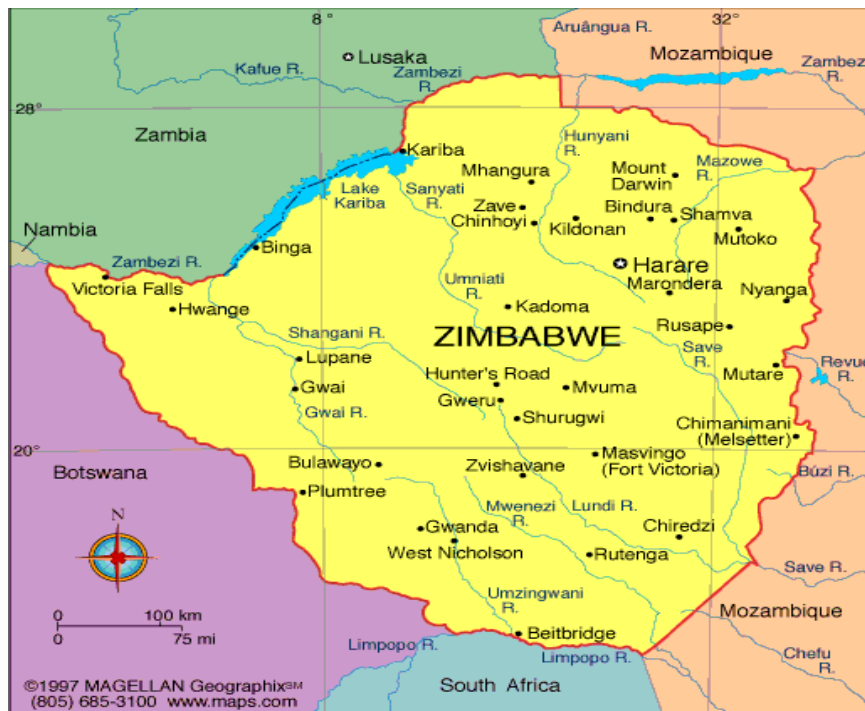 8°
32°
Aruângua R.
Lusaka
Mozambique
Kafue R.
Zambezi R.
Zambez
28°
Zambia
Hunyani R.
Kariba
Mhangura
Mount Darwin
Mazowe R.
Lake Kariba
Sanyati R.
Zave
Bindura
Shamva
Chinhoyi
Kildonan
Mutoko
Nambia
Binga
Zambezi R.
Harare
Victoria Falls
Umniati R.
Marondera
Nyanga
Hwange
Kadoma
Shangani R.
ZIMBABWE
Rusape
Save R.
Lupane
Revue R.
Hunter's Road
Mutare
Gwai
Mvuma
Gweru
Gwai R.
Shurugwi
Chimanimani
(Melsetter)
20°
Botswana
Bulawayo
Zvishavane
Masvingo
(Fort Victoria)
Búzi R.
Plumtree
Mwenezi R.
Lundi R.
N
Gwanda
Chiredzi
West Nicholson
Rutenga
Save R.
Umzingwani R.
0 100 km
0 75 mi
Mozambique
Beitbridge
Limpopo R.
Limpopo R.
Chefu R.
South Africa
©1997 MAGELLAN Geographix℠
(805) 685-3100 www.maps.com